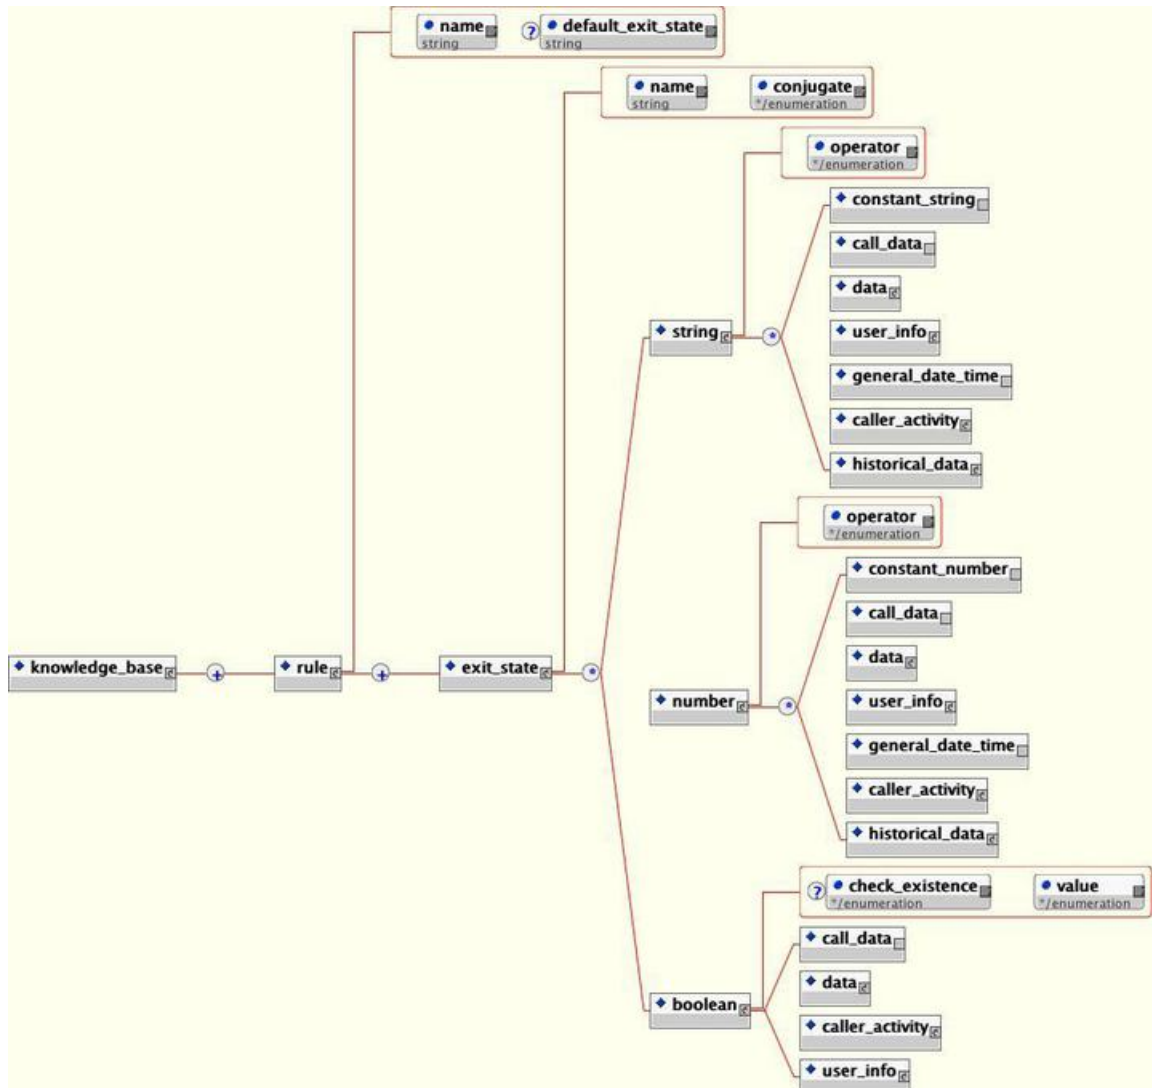 name
string
? default_exit_state
string
name
string
conjugate
*/enumeration
operator
*/enumeration
constant_string
call_data
data
user_info
general_date_time
caller_activity
historical_data
string
*
operator
*/enumeration
constant_number
call_data
data
user_info
general_date_time
caller_activity
historical_data
number
*
knowledge_base
+
rule
+
exit_state
*
? check_existence
*/enumeration
value
*/enumeration
call_data
data
caller_activity
user_info
boolean